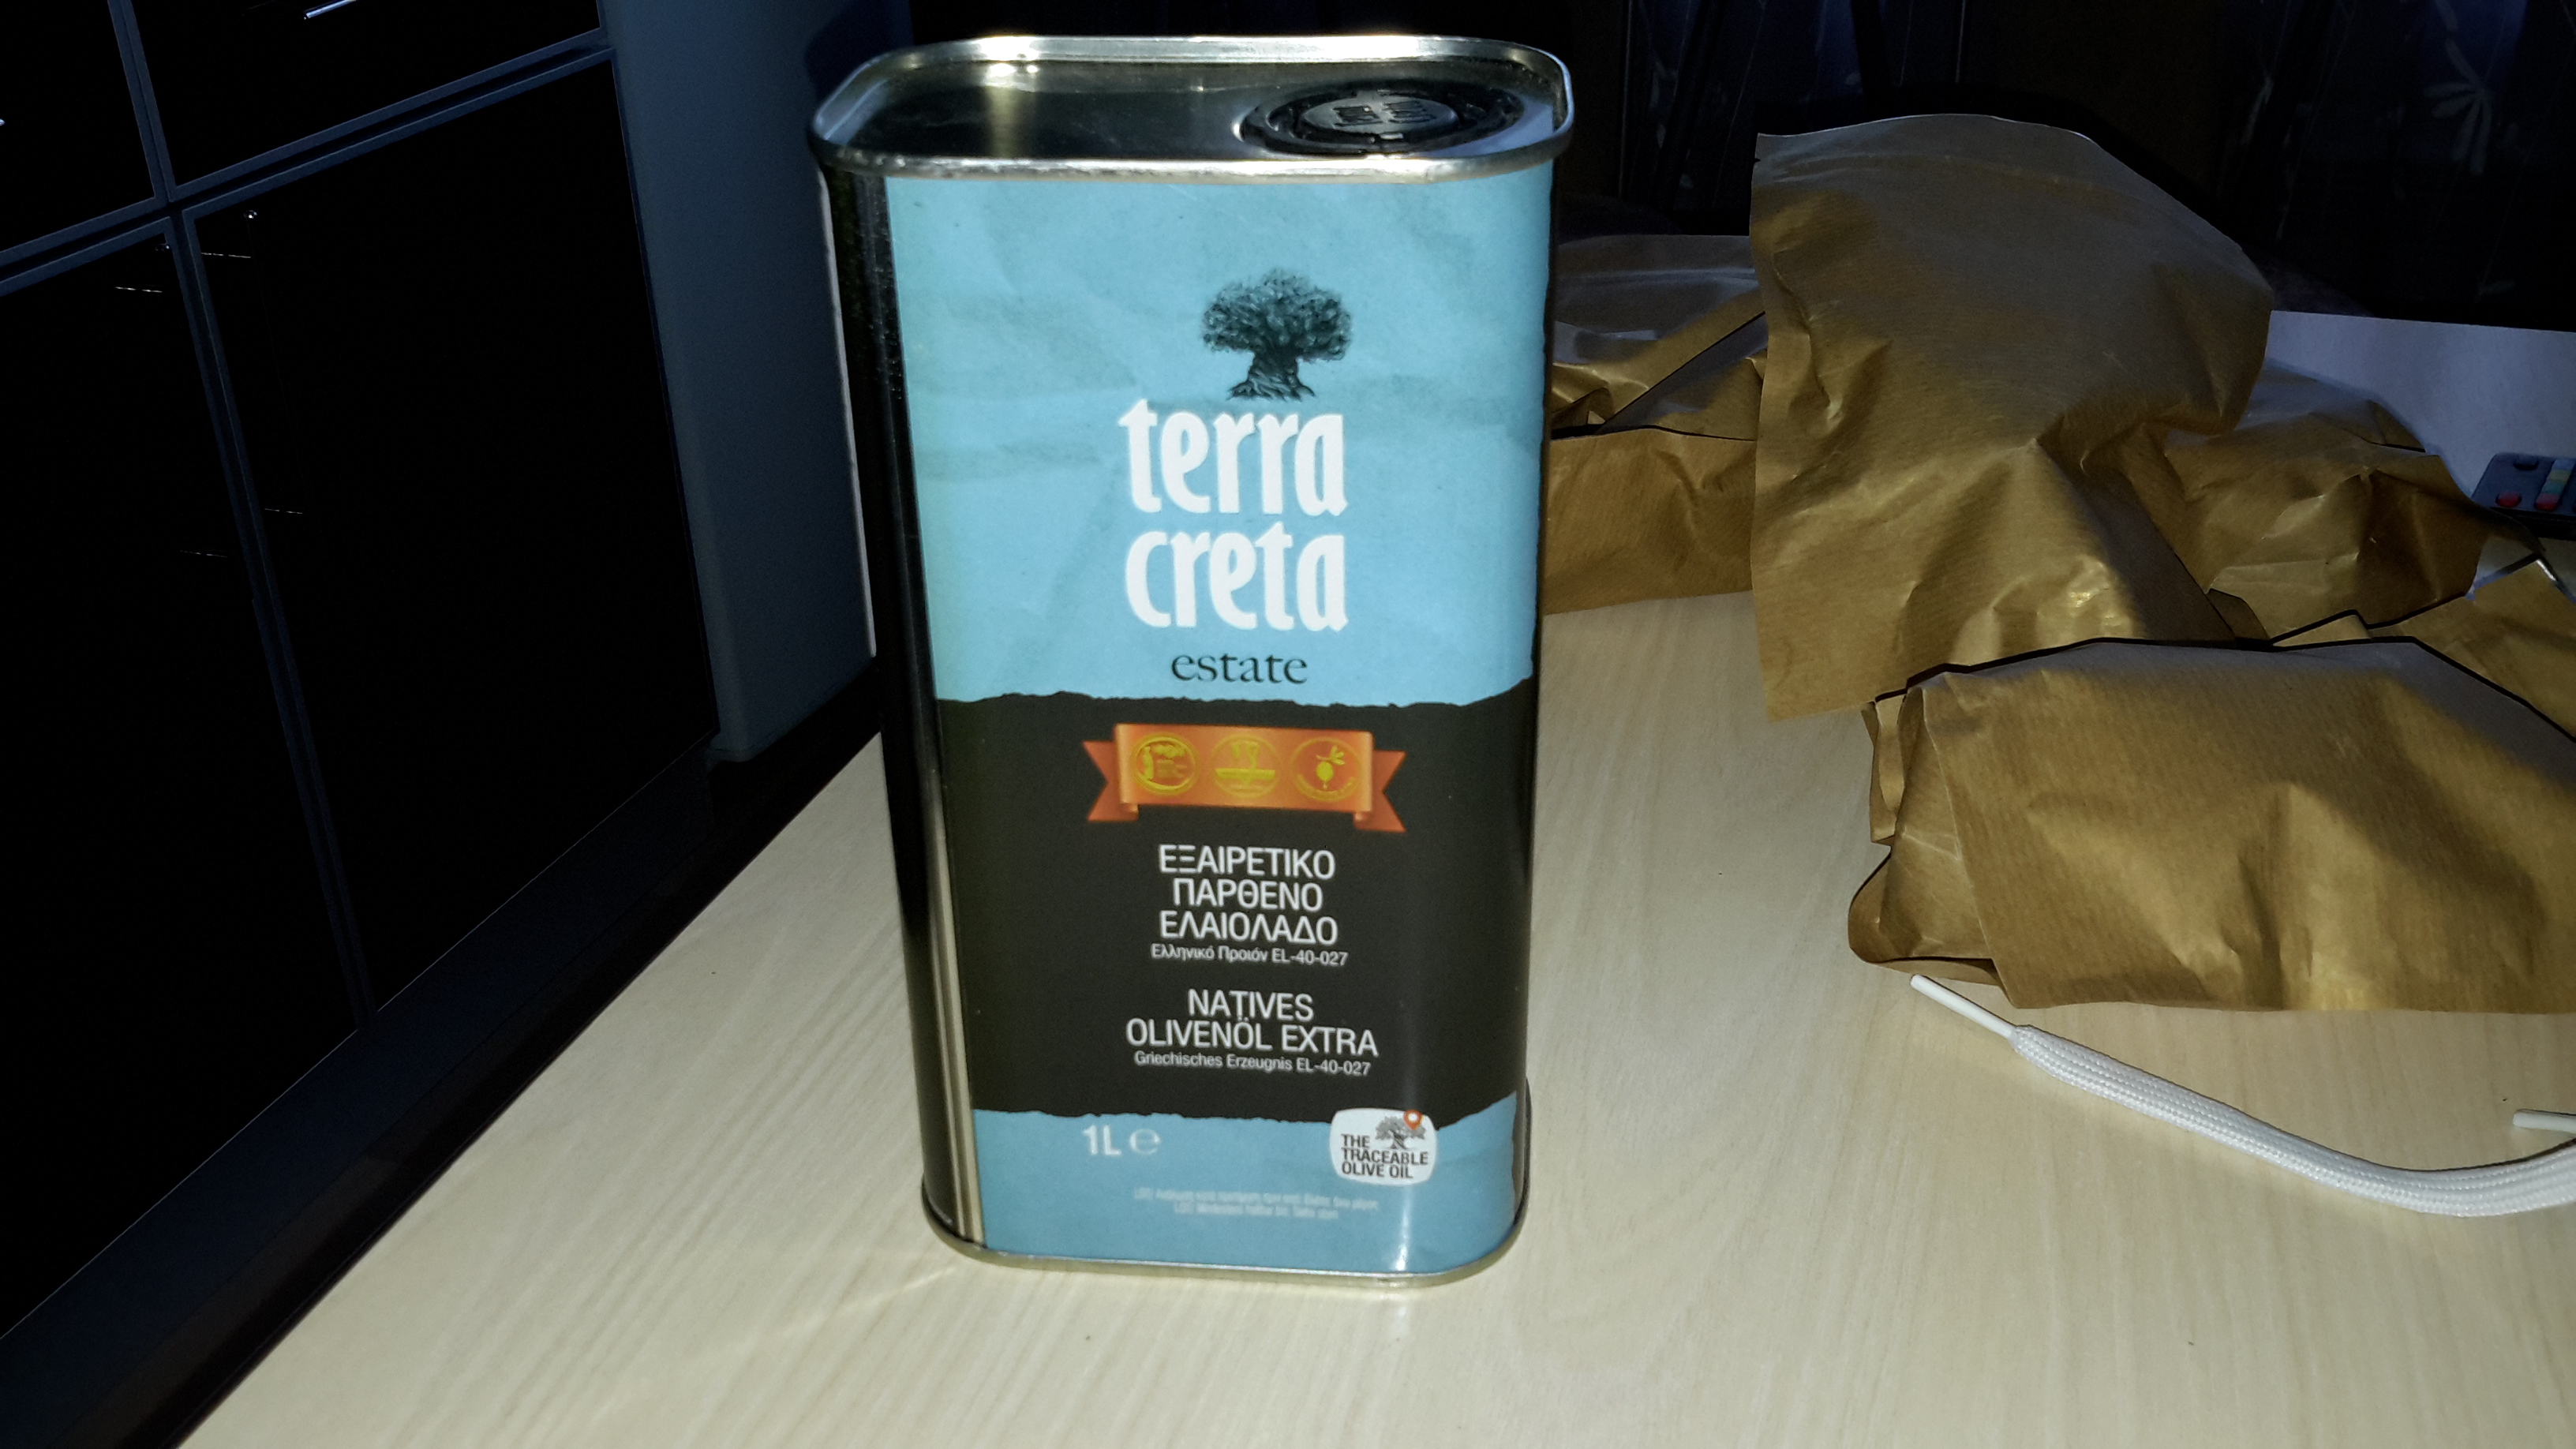 terra
creta
estate
ΕΞΑΙΡΕΤΙΚΟ
ΠΑΡΘΕΝΟ
ΕΛΑΙΟΛΑΔΟ
Ελληνικό Προιόν EL-40-027
NATIVES
OLIVENÖL EXTRA
Griechisches Erzeugnis EL-40-027
1L ℮
THE
TRACEABLE
OLIVE OIL